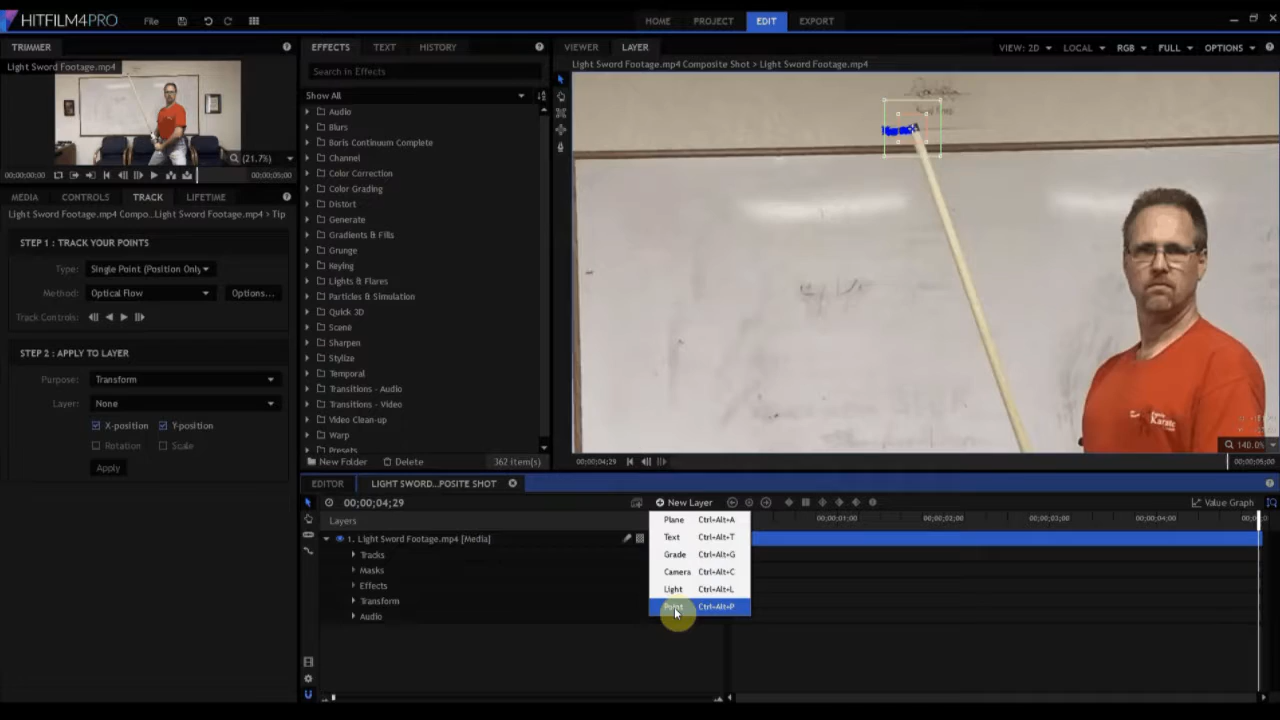 HITFILM4PRO File HOME PROJECT EDIT EXPORT
TRIMMER EFFECTS TEXT HISTORY VIEWER LAYER VIEW: 2D LOCAL RGB FULL OPTIONS
Light Sword Footage.mp4 Light Sword Footage.mp4 Composite Shot > Light Sword Footage.mp4
Search in Effects
Show All
Audio
Blurs
Boris Continuum Complete
Channel
(21.7%) Color Correction
00;00;00;00 00;00;05;00 Color Grading
MEDIA CONTROLS TRACK LIFETIME Distort
Light Sword Footage.mp4 Compo...Light Sword Footage.mp4 > Tip Generate
STEP 1 : TRACK YOUR POINTS Gradients & Fills
Grunge
Type: Single Point (Position Only Keying
Lights & Flares
Method: Optical Flow Options... Particles & Simulation
Track Controls: Quick 3D
Scene
Sharpen
STEP 2 : APPLY TO LAYER Stylize
Temporal
Purpose: Transform Transitions - Audio
Layer: None Transitions - Video
X-position Y-position Video Clean-up
Karate
Warp
Rotation Scale Presets 140.0%
Apply New Folder Delete 362 item(s) 00;00;04;29 00;00;05;00
EDITOR LIGHT SWORD...POSITE SHOT
00;00;04;29 New Layer Value Graph
Layers Plane Ctrl+Alt+A 00;00;01;00 00;00;02;00 00;00;03;00 00;00;04;00
1. Light Sword Footage.mp4 [Media] Text Ctrl+Alt+T
Tracks Grade Ctrl+Alt+G
Masks Camera Ctrl+Alt+C
Effects Light Ctrl+Alt+L
Transform Point Ctrl+Alt+P
Audio